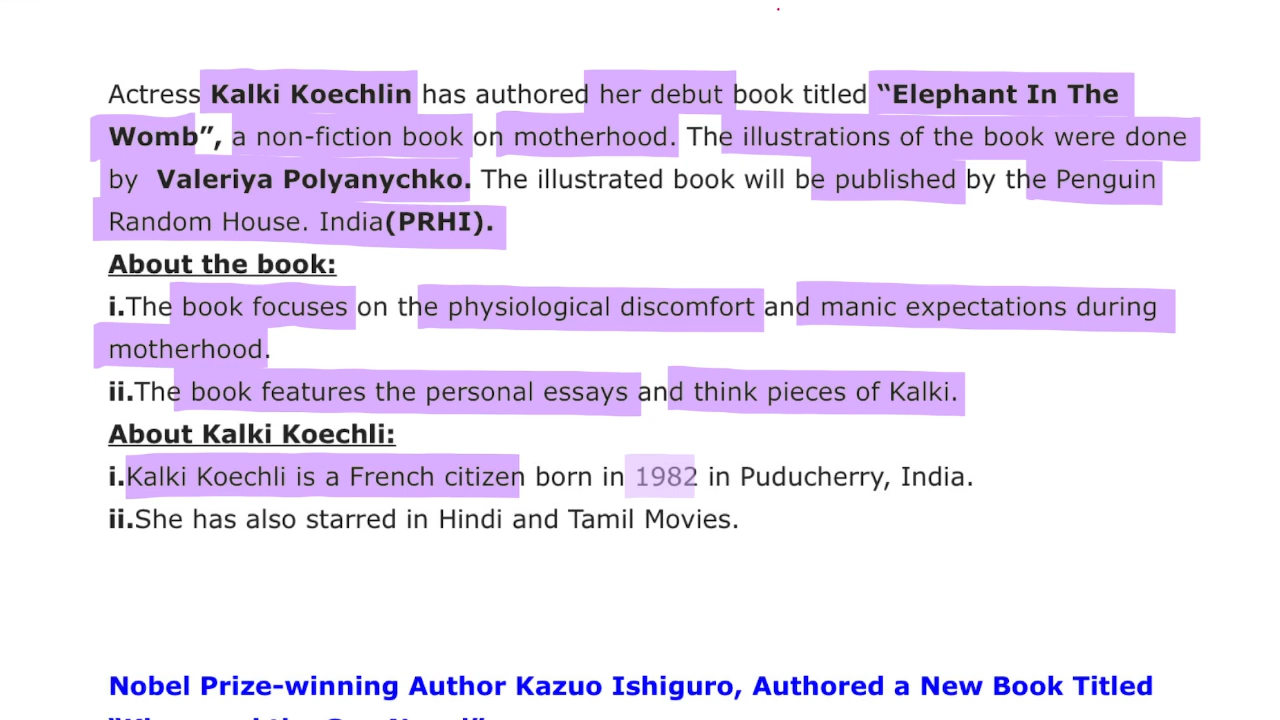 Actress Kalki Koechlin has authored her debut book titled “Elephant In The
Womb”, a non-fiction book on motherhood. The illustrations of the book were done
by Valeriya Polyanychko. The illustrated book will be published by the Penguin
Random House. India(PRHI).
About the book:
i.The book focuses on the physiological discomfort and manic expectations during
motherhood.
ii.The book features the personal essays and think pieces of Kalki.
About Kalki Koechli:
i.Kalki Koechli is a French citizen born in 1982 in Puducherry, India.
ii.She has also starred in Hindi and Tamil Movies.
Nobel Prize-winning Author Kazuo Ishiguro, Authored a New Book Titled